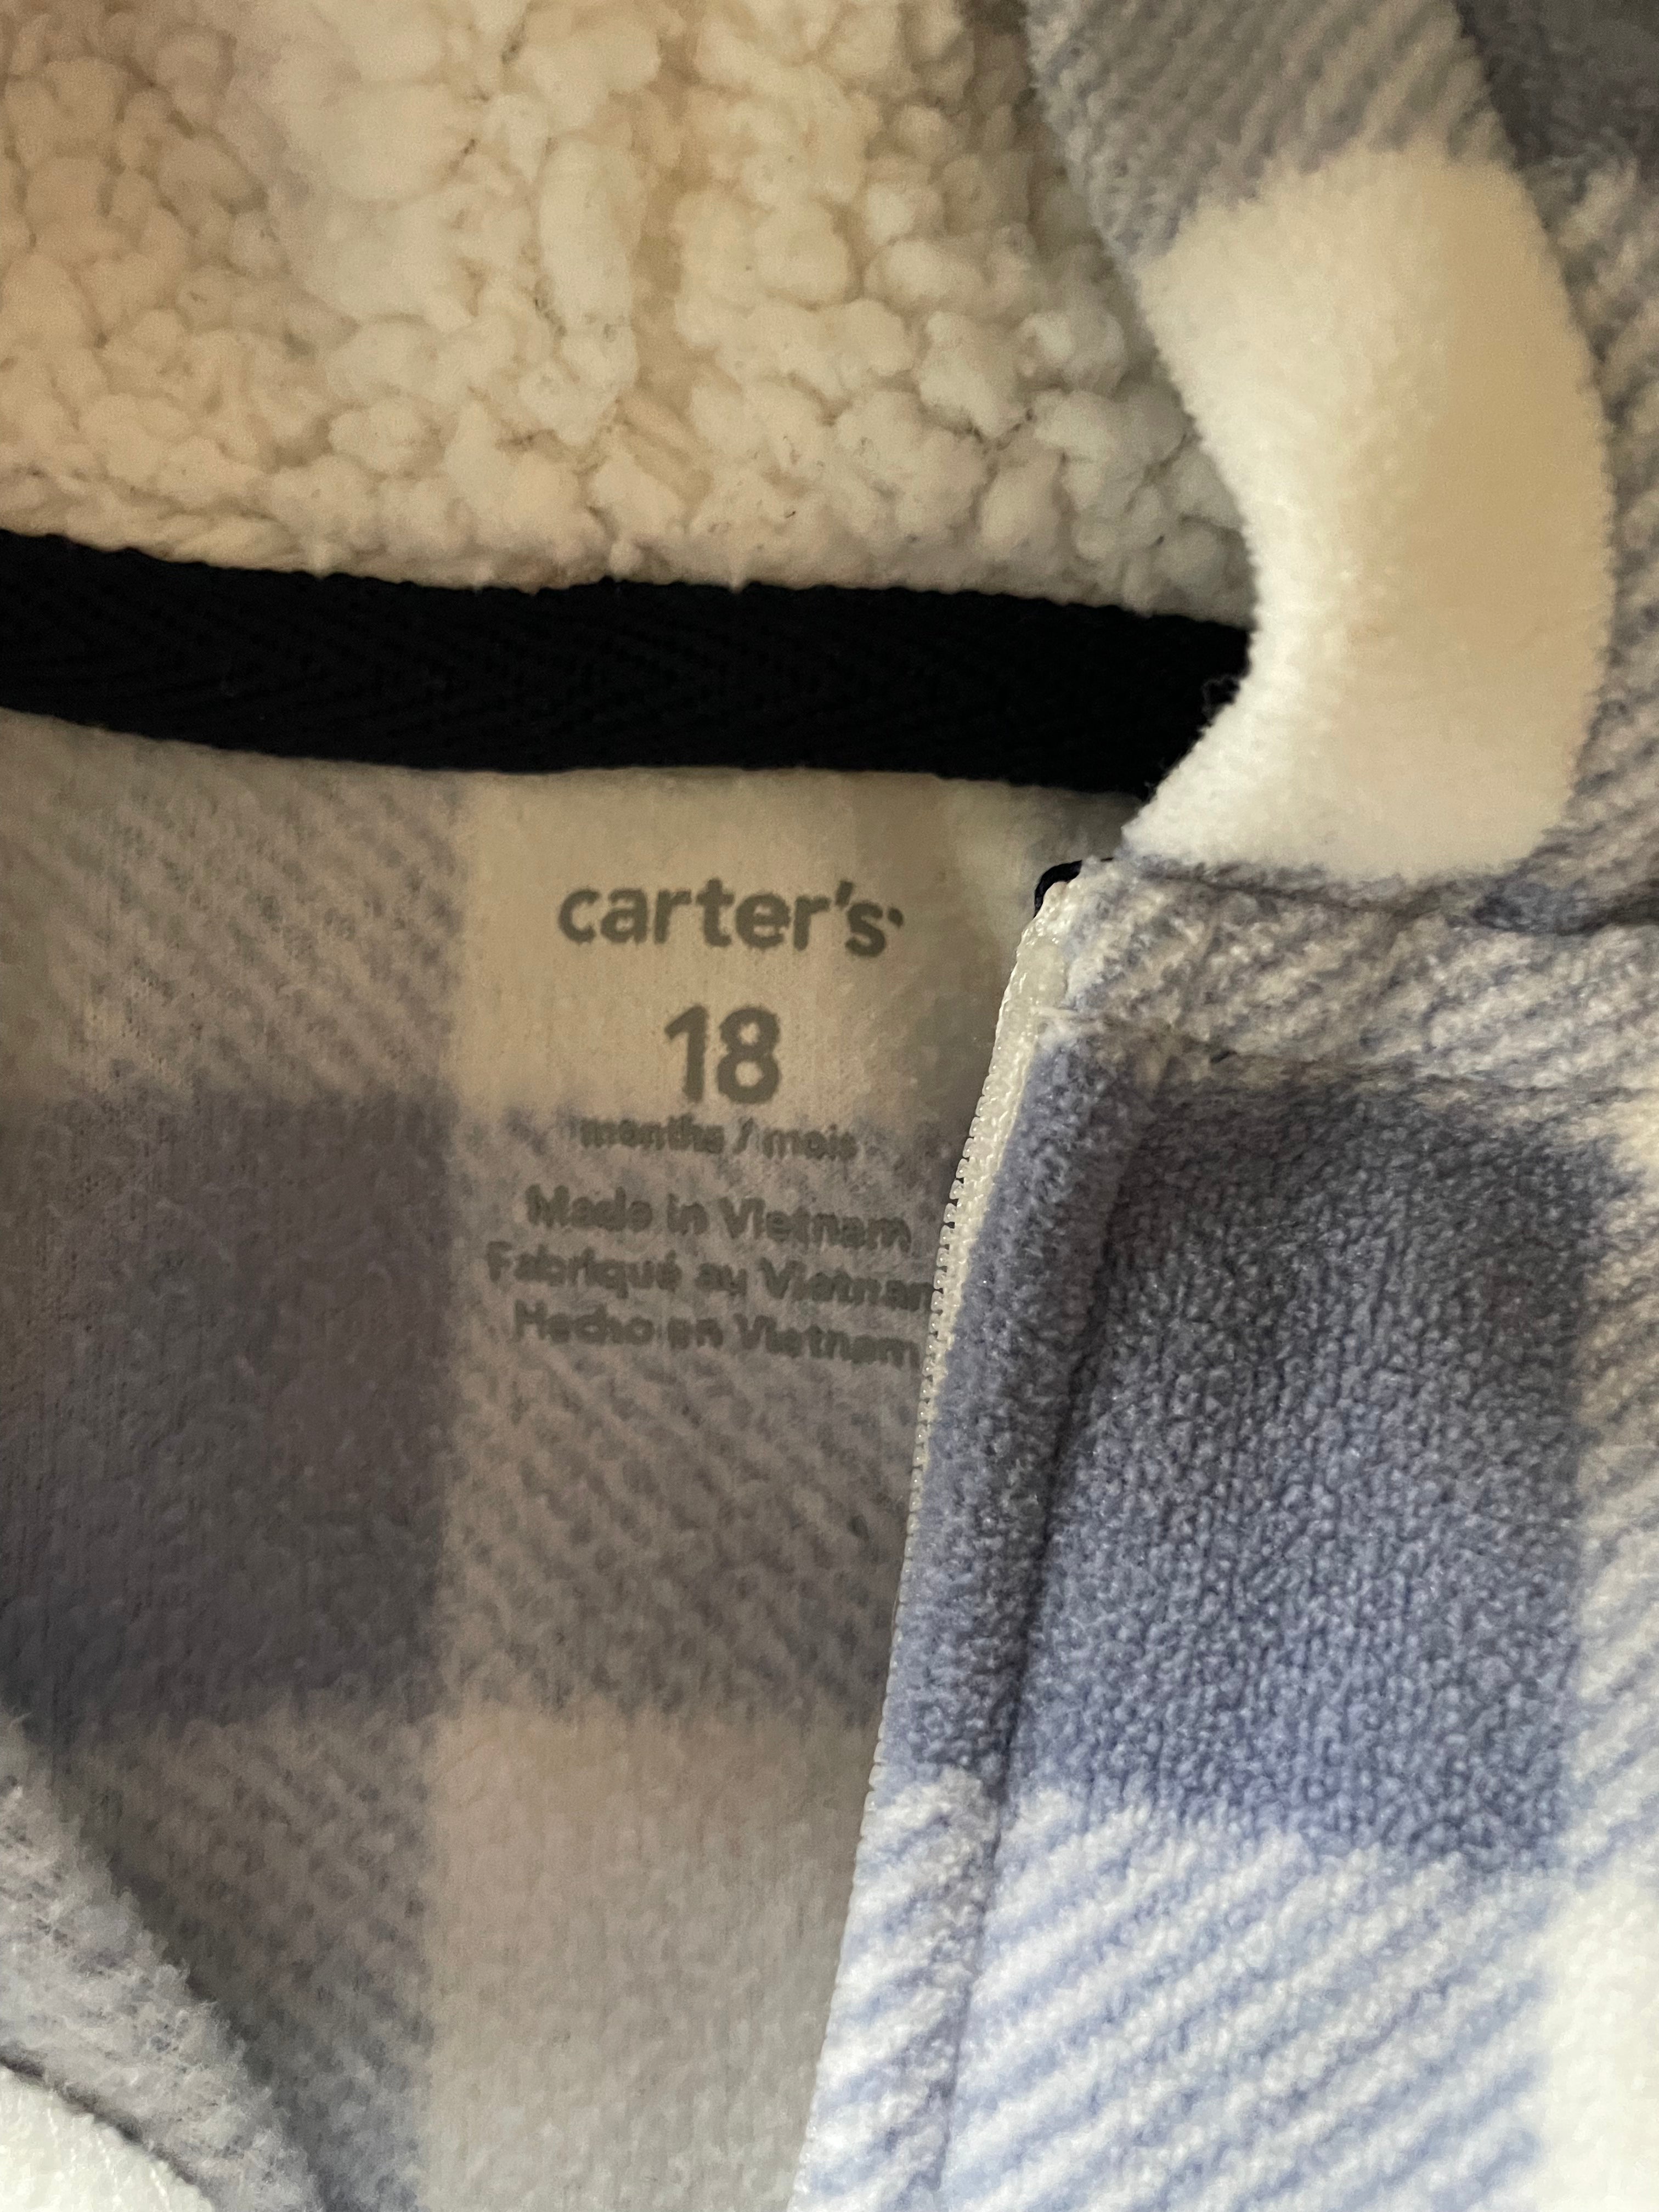 carter's
18
months / mois
Made in Vietnam
Fabriqué au Vietnam
Hecho en Vietnam